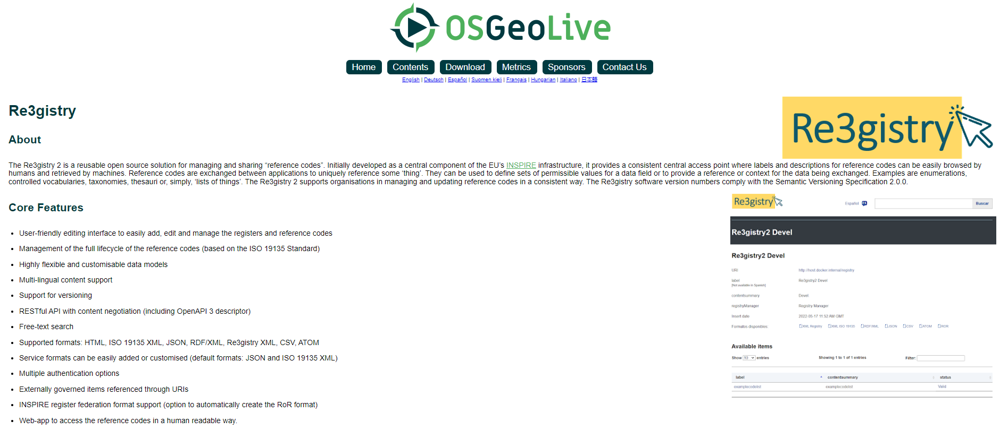 OSGeoLive
Home Contents Download Metrics Sponsors Contact Us
English | Deutsch | Español | Suomen kieli | Français | Hungarian | Italiano | 日本語
Re3gistry
Re3gistry
About
The Re3gistry 2 is a reusable open source solution for managing and sharing “reference codes”. Initially developed as a central component of the EU’s INSPIRE infrastructure, it provides a consistent central access point where labels and descriptions for reference codes can be easily browsed by
humans and retrieved by machines. Reference codes are exchanged between applications to uniquely reference some ‘thing’. They can be used to define sets of permissible values for a data field or to provide a reference or context for the data being exchanged. Examples are enumerations,
controlled vocabularies, taxonomies, thesauri or, simply, ‘lists of things’. The Re3gistry 2 supports organisations in managing and updating reference codes in a consistent way. The Re3gistry software version numbers comply with the Semantic Versioning Specification 2.0.0.
Core Features
• User-friendly editing interface to easily add, edit and manage the registers and reference codes
• Management of the full lifecycle of the reference codes (based on the ISO 19135 Standard)
• Highly flexible and customisable data models
• Multi-lingual content support
• Support for versioning
• RESTful API with content negotiation (including OpenAPI 3 descriptor)
• Free-text search
• Supported formats: HTML, ISO 19135 XML, JSON, RDF/XML, Re3gistry XML, CSV, ATOM
• Service formats can be easily added or customised (default formats: JSON and ISO 19135 XML)
• Multiple authentication options
• Externally governed items referenced through URIs
• INSPIRE register federation format support (option to automatically create the RoR format)
• Web-app to access the reference codes in a human readable way.
Re3gistry Español ES Buscar
Re3gistry2 Devel
Re3gistry2 Devel
URI http://host.docker.internal/registry
label Re3gistry2 Devel
[Not available in Spanish]
contentsummary Devel.
registryManager Registry Manager
Insert date 2022-05-17 11:52 AM GMT
Formatos disponibles: XML Registry XML ISO 19135 RDF/XML JSON CSV ATOM ROR
Available items
Show 10 entries Showing 1 to 1 of 1 entries Filter:
label contentsummary status
examplecodelist examplecodelist Valid